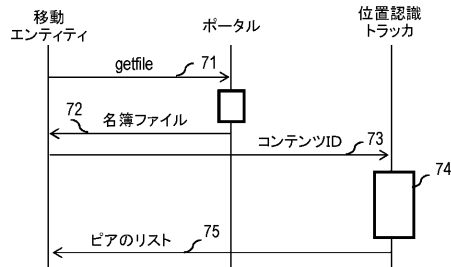 移動
エンティティ
ポータル
位置認識
トラッカ
getfile
71
72
名簿ファイル
コンテンツID
73
74
ピアのリスト
75